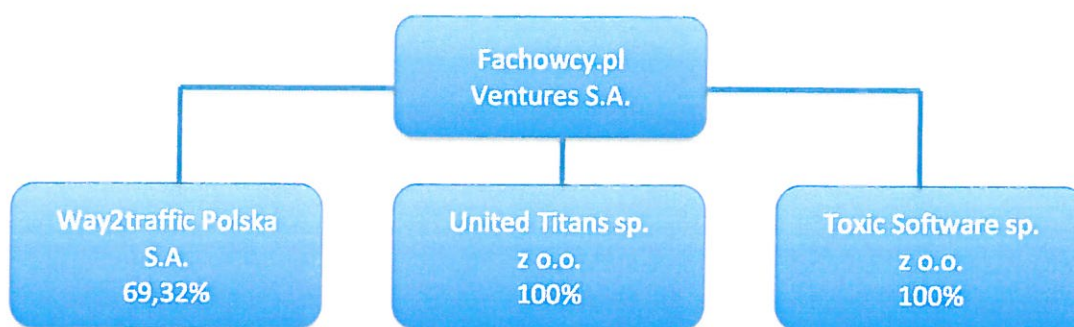 Fachowcy.pl
Ventures S.A.
Way2traffic Polska
S.A.
69,32%
United Titans sp.
z o.o.
100%
Toxic Software sp.
z o.o.
100%